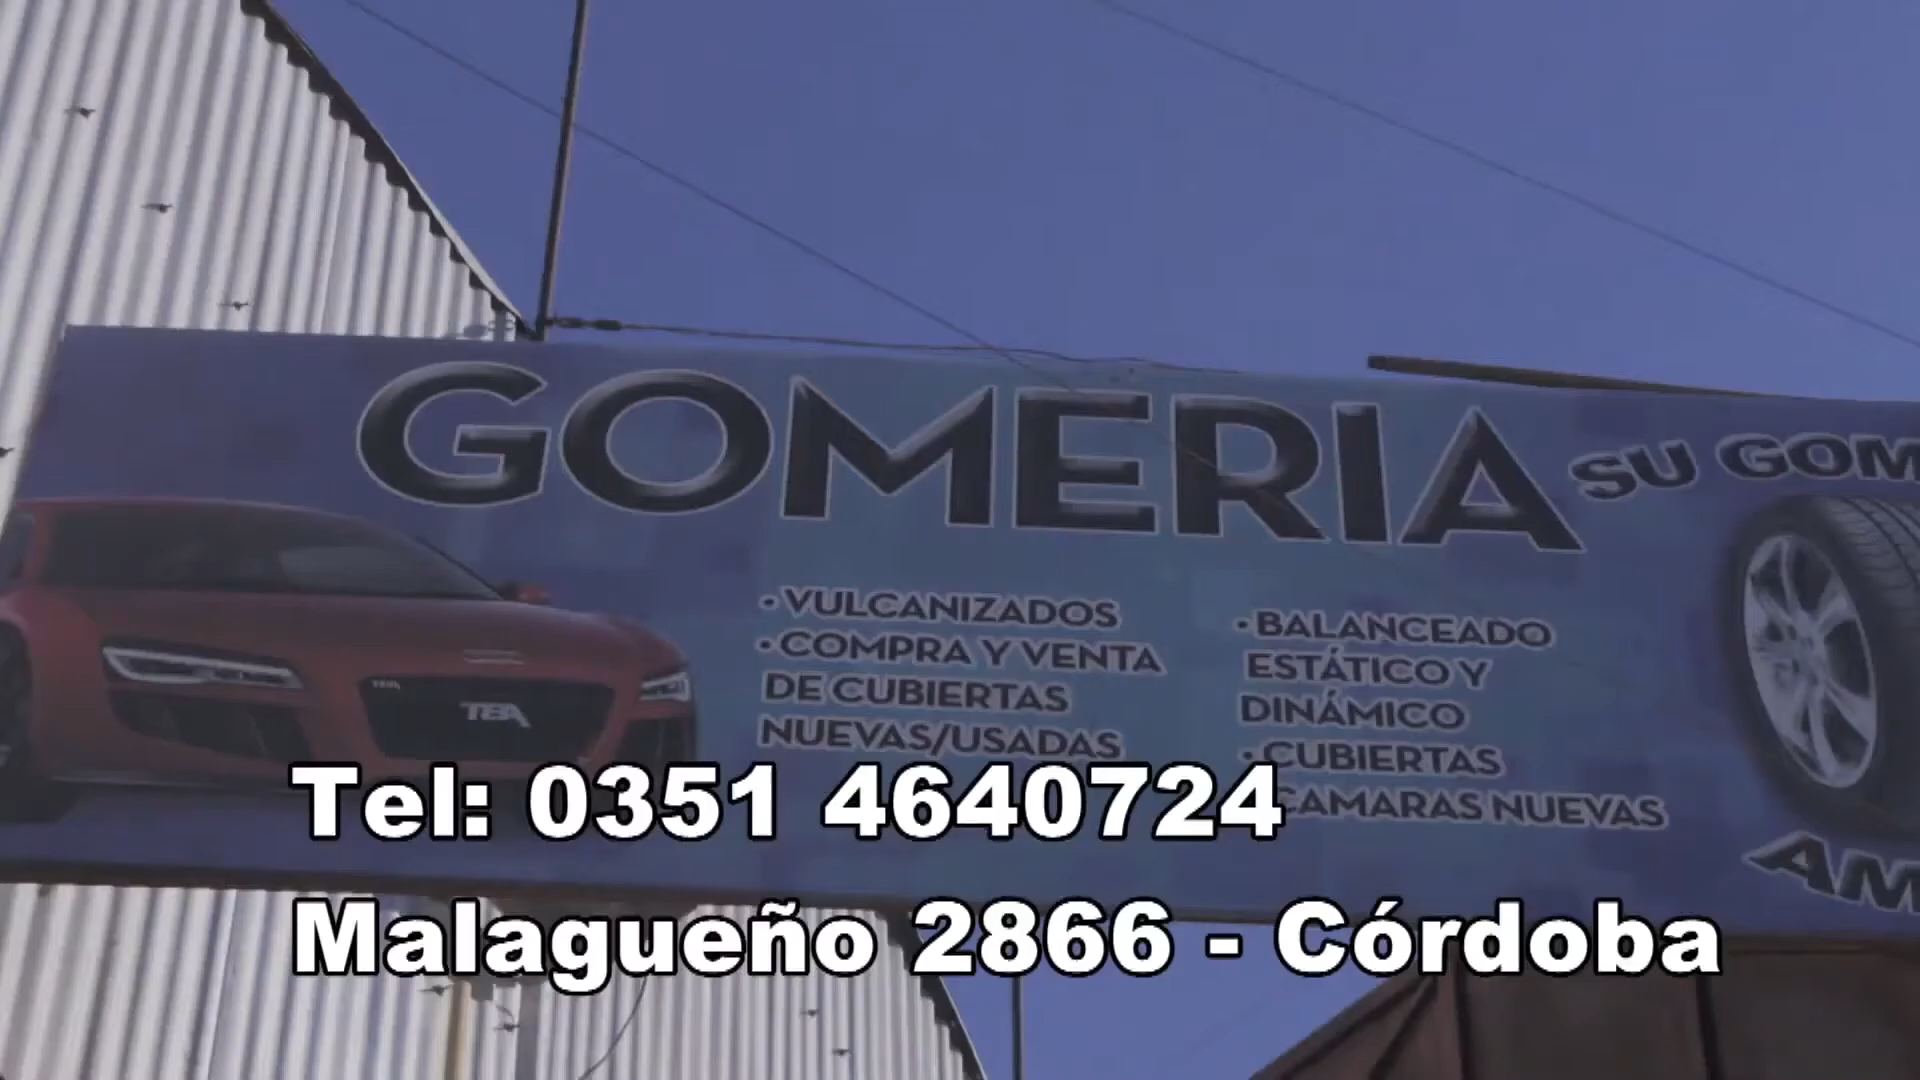 GOMERIA
SU GOM
• VULCANIZADOS
• COMPRA Y VENTA
DE CUBIERTAS
NUEVAS/USADAS
• BALANCEADO
ESTÁTICO Y
DINÁMICO
• CUBIERTAS
CAMARAS NUEVAS
TBA
AM
Tel: 0351 4640724
Malagueño 2866 - Córdoba